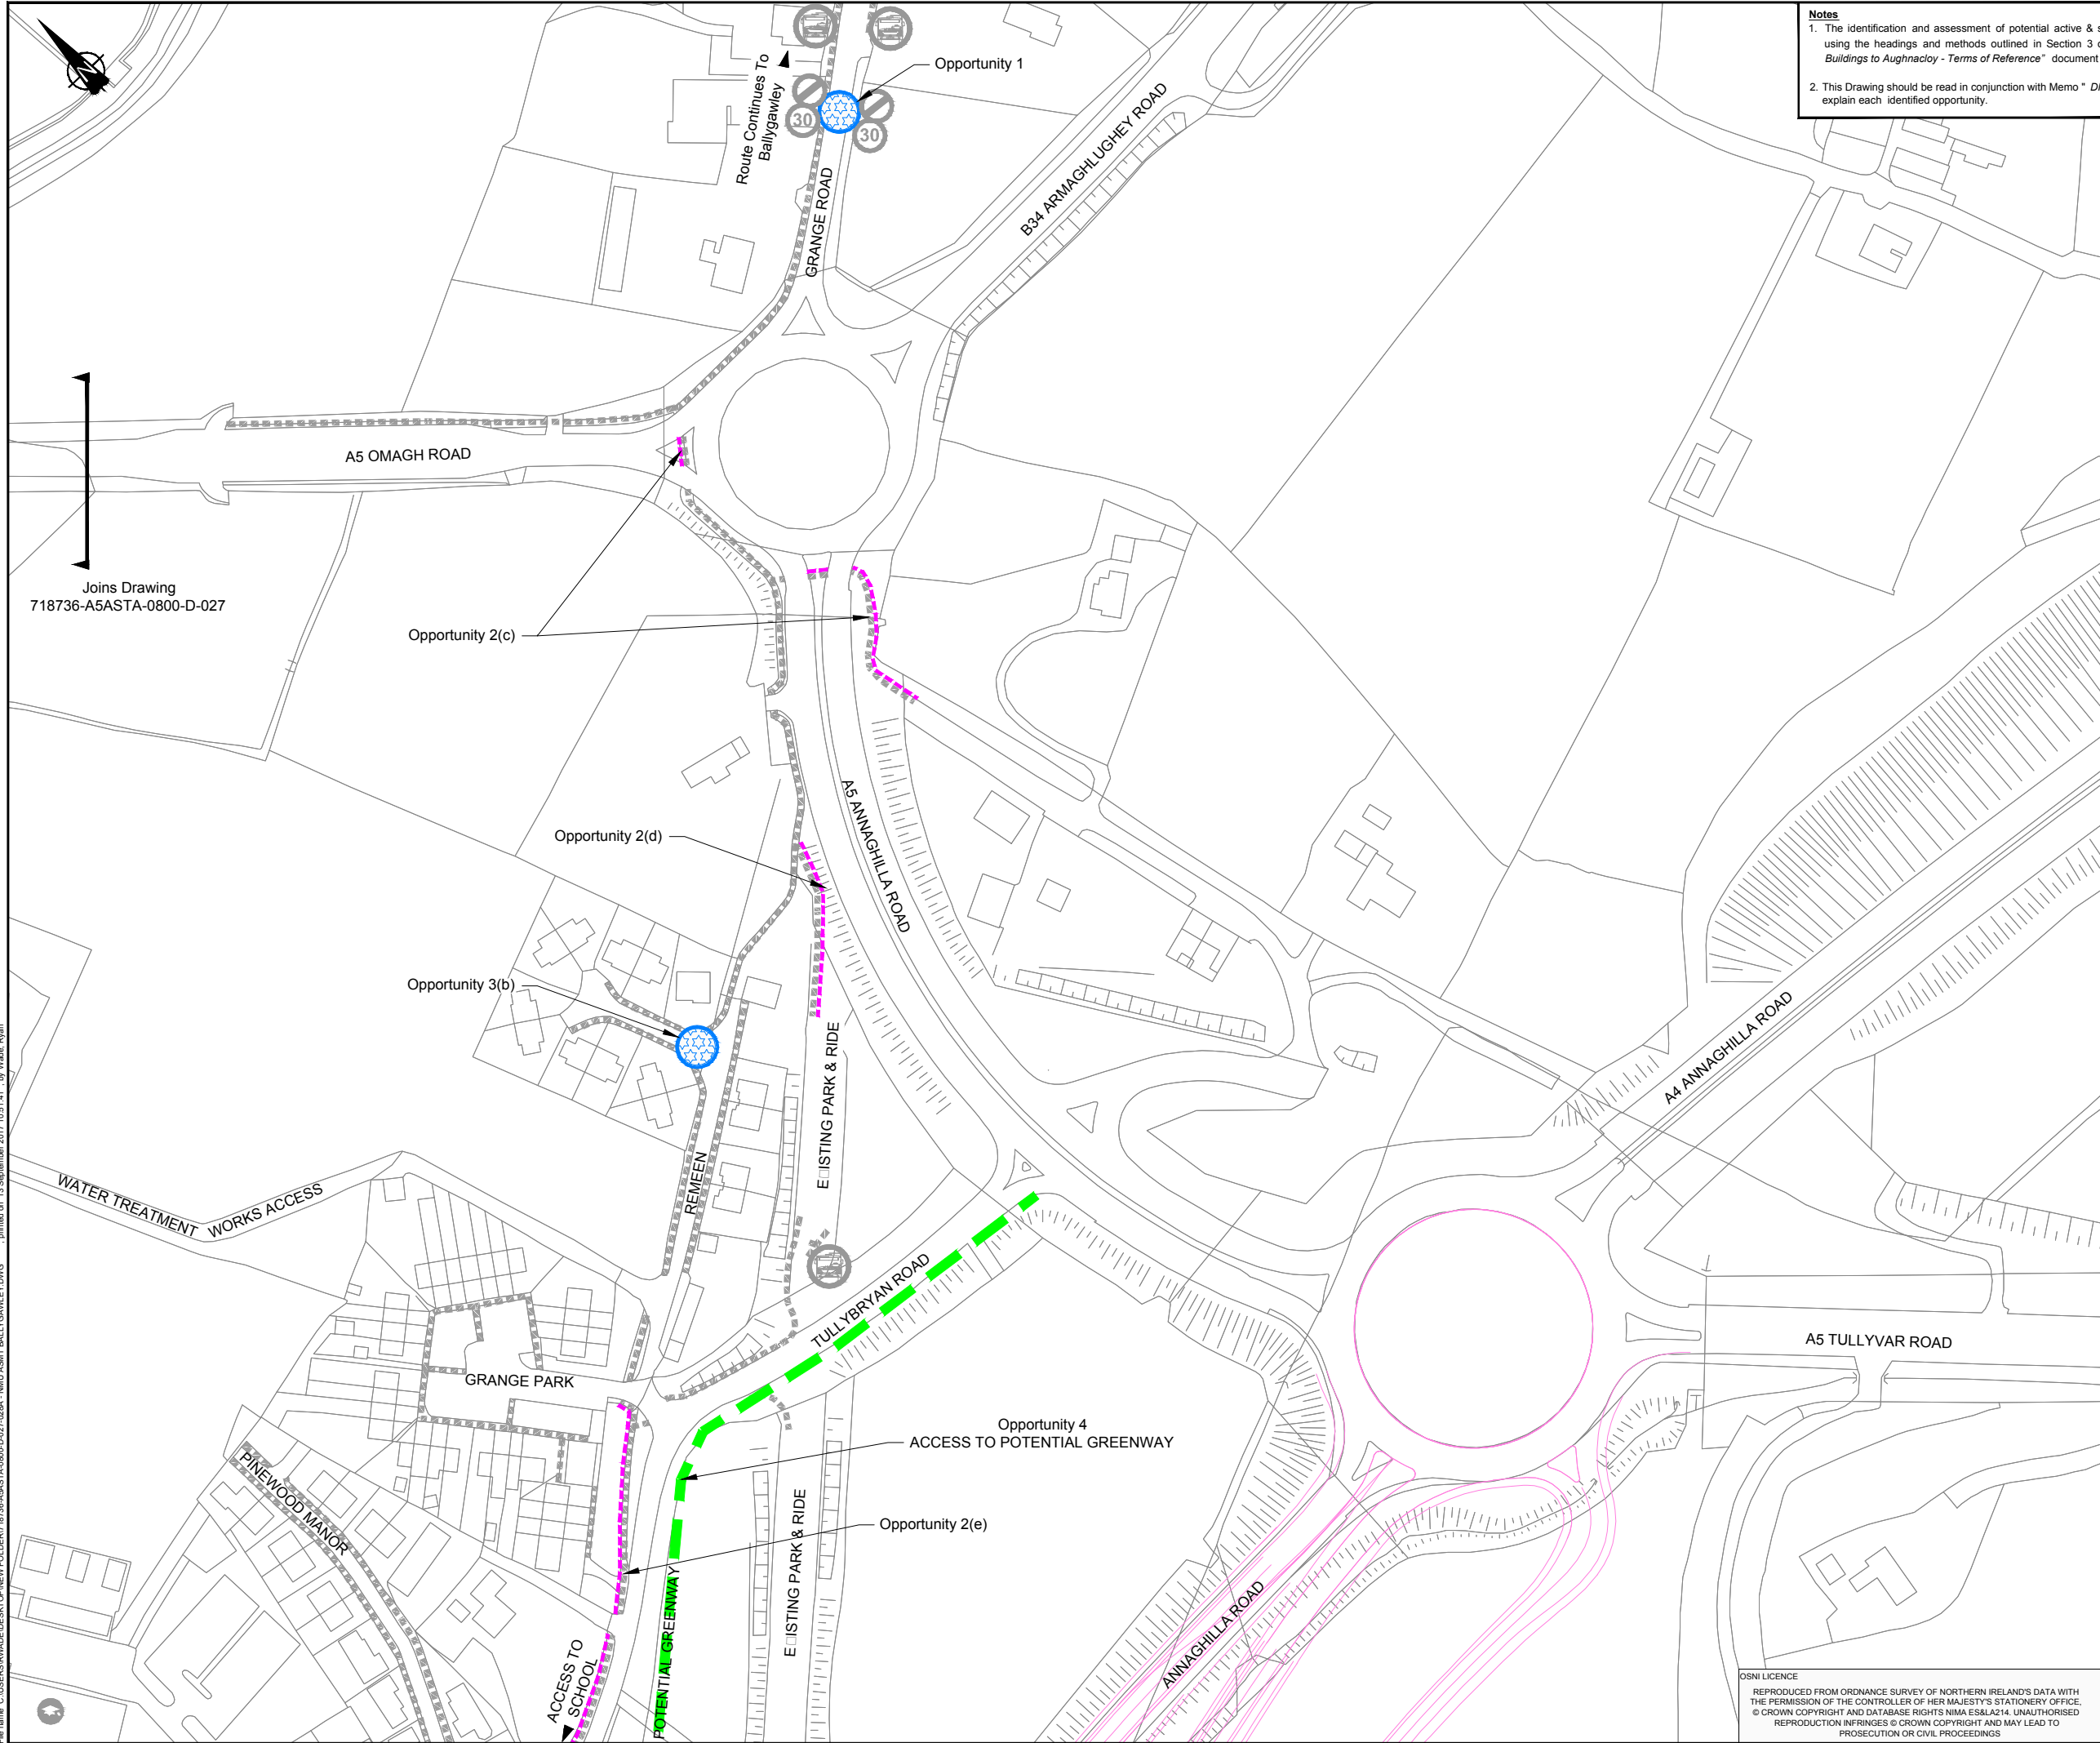 Notes
1. The identification and assessment of potential active &
using the headings and methods outlined in Section 3
Buildings to Aughnacloy - Terms of Reference" document
2. This Drawing should be read in conjunction with Memo "
explain each identified opportunity.
Opportunity 1
Route Continues To
Ballygawley
30
30
GRANGE ROAD
B34 ARMAGHLUGHEY ROAD
A5 OMAGH ROAD
Joins Drawing
718736-A5ASTA-0800-D-027
Opportunity 2(c)
A5 ANNAGHILLA ROAD
Opportunity 2(d)
Opportunity 3(b)
E□ISTING PARK & RIDE
A4 ANNAGHILLA ROAD
WATER TREATMENT WORKS ACCESS
REMEEN
TULLYBRYAN ROAD
A5 TULLYVAR ROAD
GRANGE PARK
Opportunity 4
ACCESS TO POTENTIAL GREENWAY
PINEWOOD MANOR
E□ISTING PARK & RIDE
Opportunity 2(e)
POTENTIAL GREENWAY
ANNAGHILLA ROAD
ACCESS TO
SCHOOL
OSNI LICENCE
REPRODUCED FROM ORDNANCE SURVEY OF NORTHERN IRELAND'S DATA WITH
THE PERMISSION OF THE CONTROLLER OF HER MAJESTY'S STATIONERY OFFICE,
© CROWN COPYRIGHT AND DATABASE RIGHTS NIMA ES&LA214. UNAUTHORISED
REPRODUCTION INFRINGES © CROWN COPYRIGHT AND MAY LEAD TO
PROSECUTION OR CIVIL PROCEEDINGS